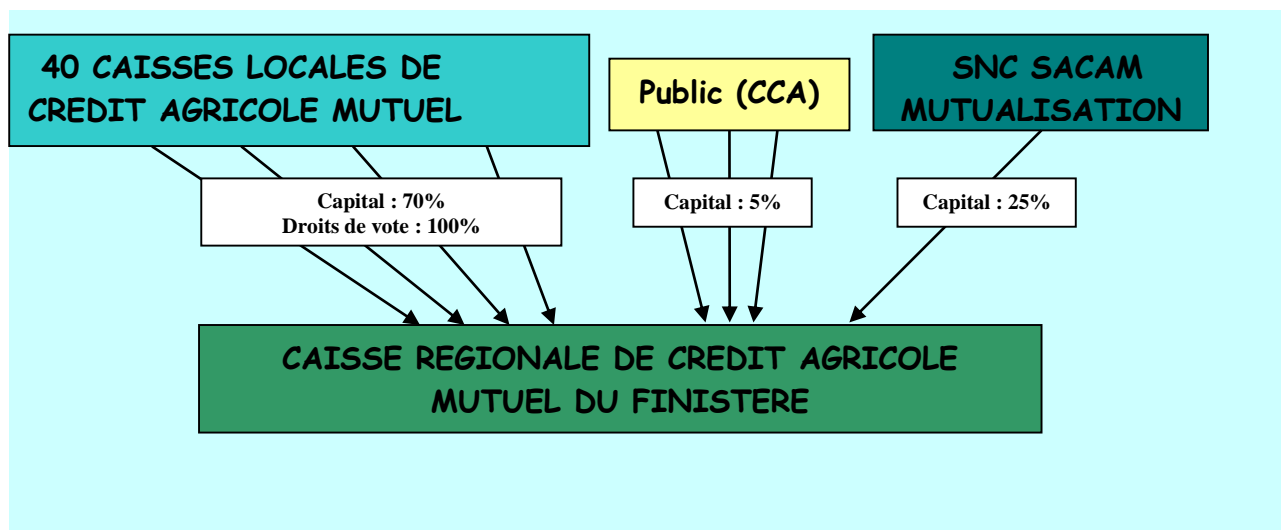 40 CAISSES LOCALES DE
CREDIT AGRICOLE MUTUEL
Public (CCA)
SNC SACAM
MUTUALISATION
Capital : 70%
Droits de vote : 100%
Capital : 5%
Capital : 25%
CAISSE REGIONALE DE CREDIT AGRICOLE
MUTUEL DU FINISTERE